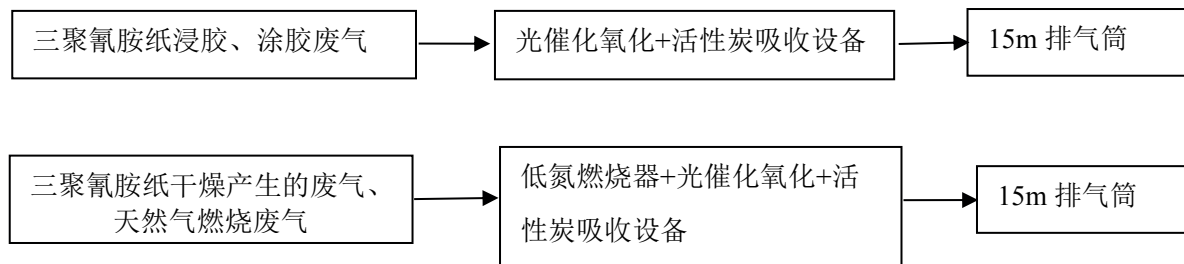 三聚氰胺纸浸胶、涂胶废气
光催化氧化+活性炭吸收设备
15m 排气筒
三聚氰胺纸干燥产生的废气、
天然气燃烧废气
低氮燃烧器+光催化氧化+活
性炭吸收设备
15m 排气筒